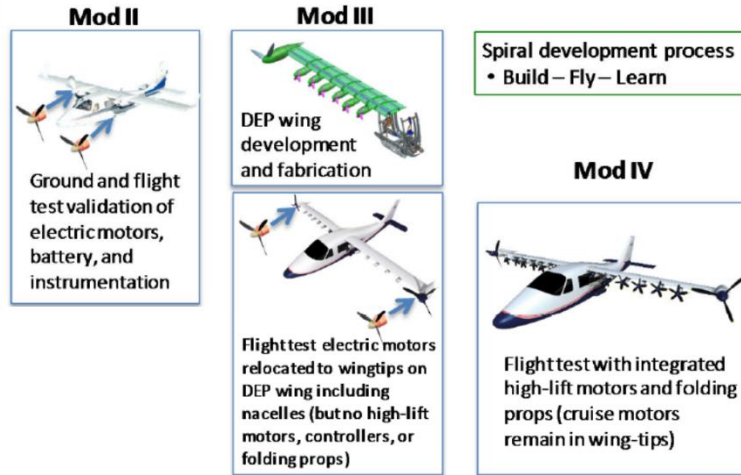 Mod II
Ground and flight
test validation of
electric motors,
battery, and
instrumentation
Mod III
DEP wing
development
and fabrication
Flight test electric motors
relocated to wingtips on
DEP wing including
nacelles (but no high-lift
motors, controllers, or
folding props)
Spiral development process
• Build – Fly – Learn
Mod IV
Flight test with integrated
high-lift motors and folding
props (cruise motors
remain in wing-tips)